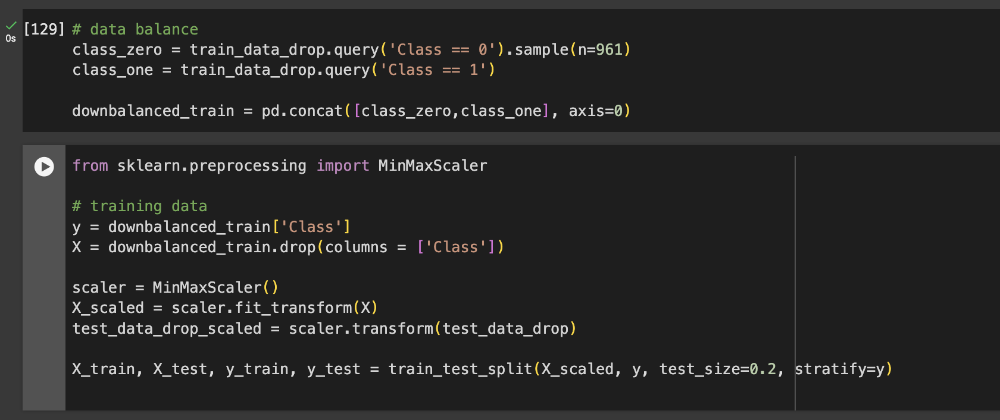 [129] # data balance
0s
class_zero = train_data_drop.query('Class == 0').sample(n=961)
class_one = train_data_drop.query('Class == 1')
downbalanced_train = pd.concat([class_zero,class_one], axis=0)
from sklearn.preprocessing import MinMaxScaler
# training data
y = downbalanced_train['Class']
X = downbalanced_train.drop(columns = ['Class'])
scaler = MinMaxScaler()
X_scaled = scaler.fit_transform(X)
test_data_drop_scaled = scaler.transform(test_data_drop)
X_train, X_test, y_train, y_test = train_test_split(X_scaled, y, test_size=0.2, stratify=y)